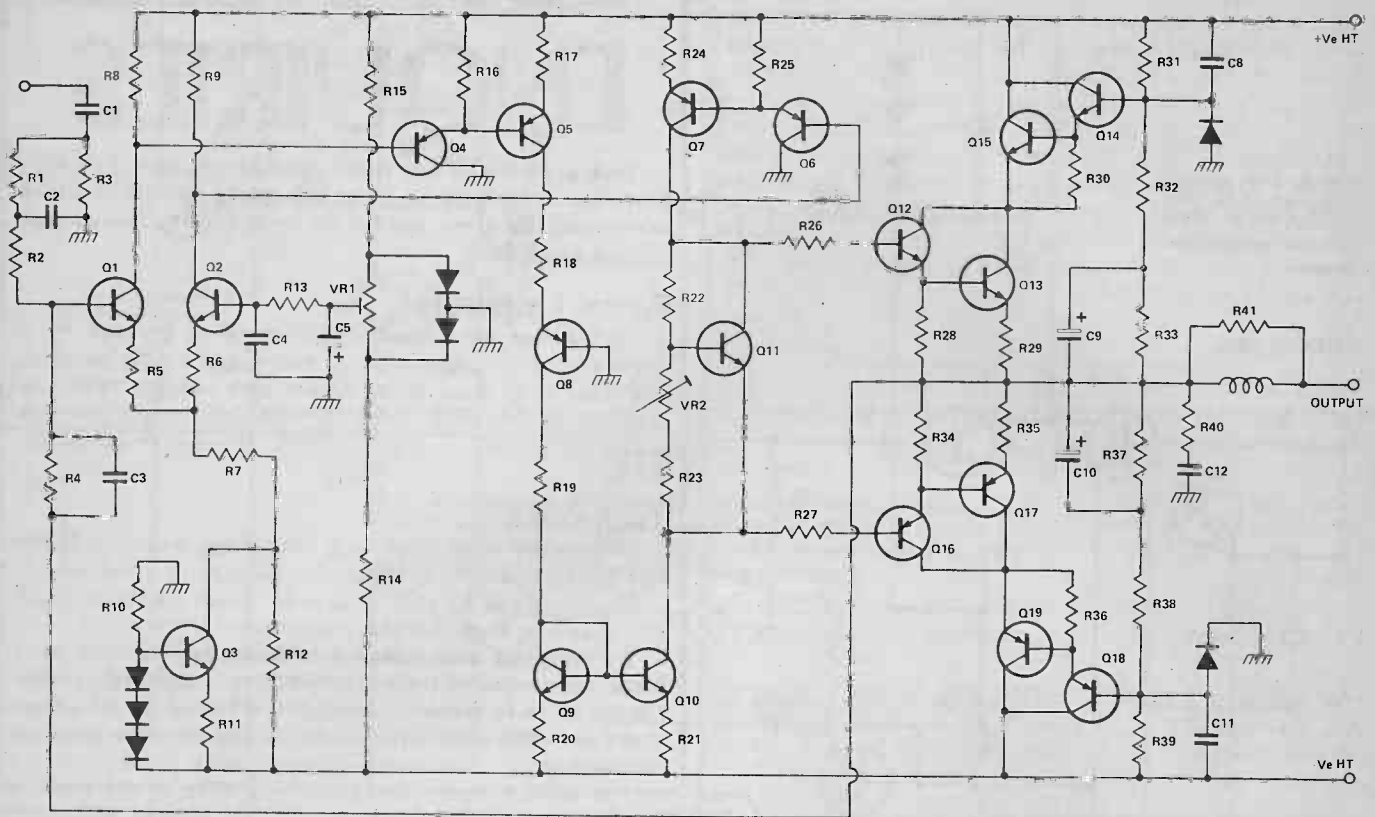 +Ve HT
R8
R9
R15
R16
R17
R24
R25
R31
C8
C1
Q4
Q5
Q7
Q6
Q15
Q14
R1
R3
C2
R30
R32
R2
Q12
R26
Q1
Q2
R13
VR1
R18
R22
Q13
R41
C4
C5
R28
R29
C9
R33
R5
R6
Q8
Q11
VR2
OUTPUT
R7
R34
R35
C10
R37
R40
C12
R4
C3
R19
R23
R27
Q17
Q16
R14
R10
Q3
R12
Q19
R36
R38
Q18
R11
Q9
Q10
R20
R21
R39
C11
Ve HT